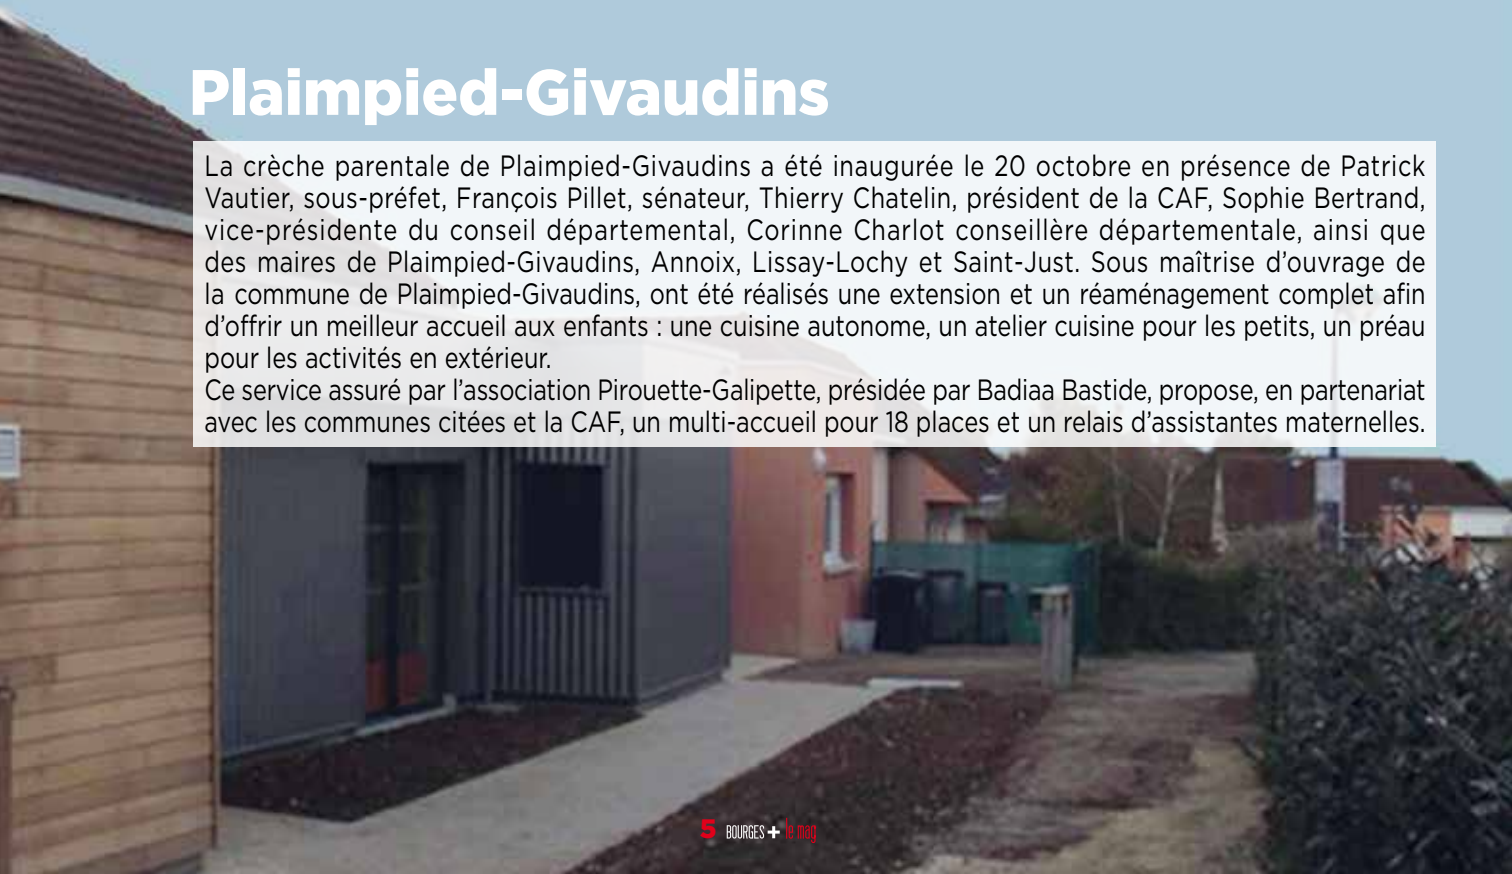 Plaimpied-Givaudins
La crèche parentale de Plaimpied-Givaudins a été inaugurée le 20 octobre en présence de Patrick
Vautier, sous-préfet, François Pillet, sénateur, Thierry Chatelin, président de la CAF, Sophie Bertrand,
vice-présidente du conseil départemental, Corinne Charlot conseillère départementale, ainsi que
des maires de Plaimpied-Givaudins, Annoix, Lissay-Lochy et Saint-Just. Sous maîtrise d’ouvrage de
la commune de Plaimpied-Givaudins, ont été réalisés une extension et un réaménagement complet afin
d’offrir un meilleur accueil aux enfants : une cuisine autonome, un atelier cuisine pour les petits, un préau
pour les activités en extérieur.
Ce service assuré par l’association Pirouette-Galipette, présidée par Badiaa Bastide, propose, en partenariat
avec les communes citées et la CAF, un multi-accueil pour 18 places et un relais d’assistantes maternelles.
5 BOURGES + le mag